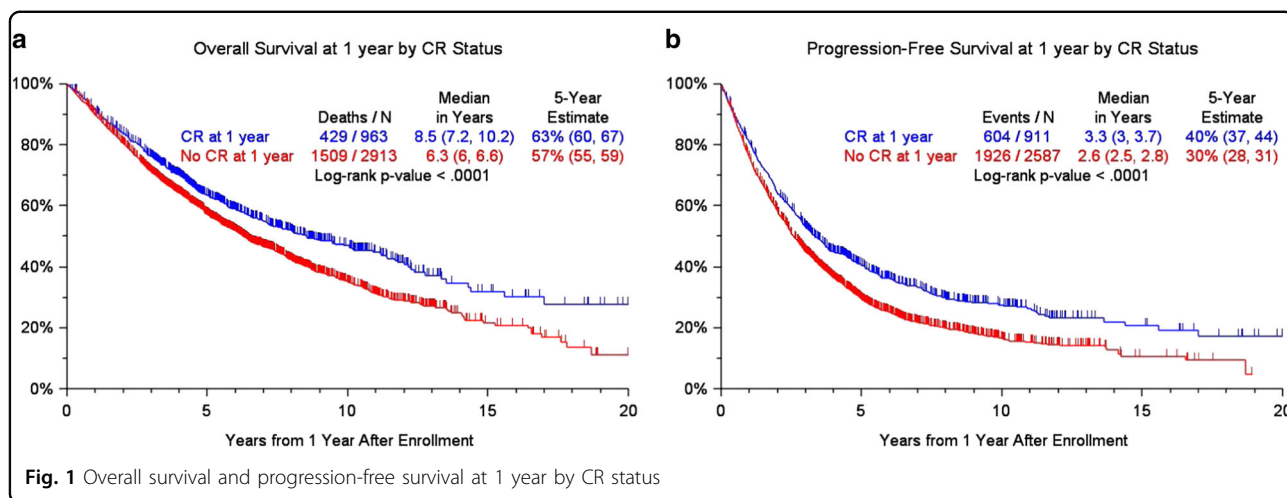 a
Overall Survival at 1 year by CR Status
100%
80%
60%
40%
20%
0%
0 5 10 15 20
Years from 1 Year After Enrollment
Deaths / N Median in Years 5-Year Estimate
CR at 1 year 429 / 963 8.5 (7.2, 10.2) 63% (60, 67)
No CR at 1 year 1509 / 2913 6.3 (6, 6.6) 57% (55, 59)
Log-rank p-value < .0001
b
Progression-Free Survival at 1 year by CR Status
100%
80%
60%
40%
20%
0%
0 5 10 15 20
Years from 1 Year After Enrollment
Events / N Median in Years 5-Year Estimate
CR at 1 year 604 / 911 3.3 (3, 3.7) 40% (37, 44)
No CR at 1 year 1926 / 2587 2.6 (2.5, 2.8) 30% (28, 31)
Log-rank p-value < .0001
Fig. 1 Overall survival and progression-free survival at 1 year by CR status